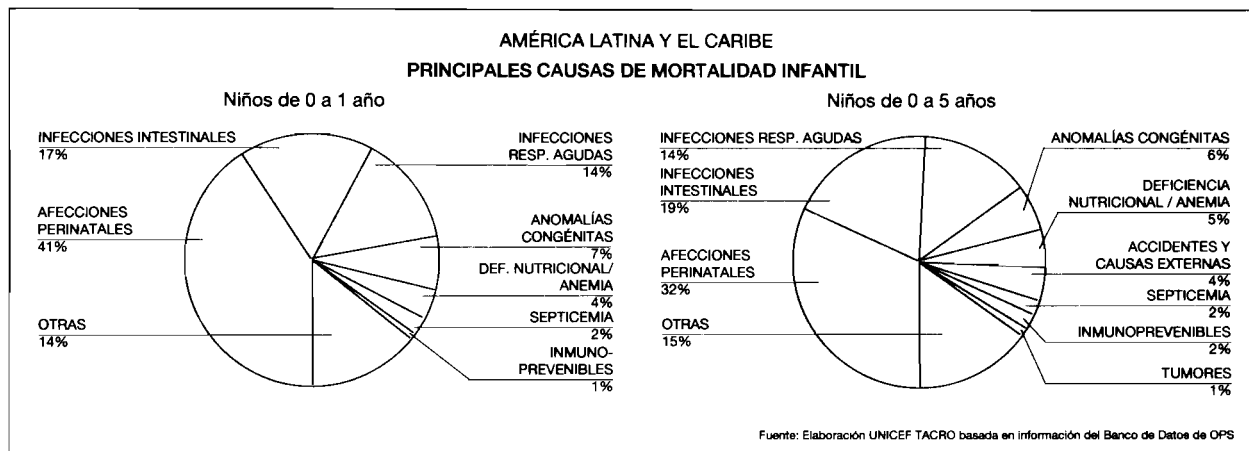 AMÉRICA LATINA Y EL CARIBE
PRINCIPALES CAUSAS DE MORTALIDAD INFANTIL
Niños de 0 a 1 año
INFECCIONES INTESTINALES
17%
INFECCIONES
RESP. AGUDAS
14%
AFECCIONES
PERINATALES
41%
ANOMALÍAS
CONGÉNITAS
7%
DEF. NUTRICIONAL/
ANEMIA
4%
SEPTICEMIA
2%
OTRAS
14%
INMUNO-
PREVENIBLES
1%
Niños de 0 a 5 años
INFECCIONES RESP. AGUDAS
14%
INFECCIONES
INTESTINALES
19%
AFECCIONES
PERINATALES
32%
OTRAS
15%
ANOMALÍAS CONGÉNITAS
6%
DEFICIENCIA
NUTRICIONAL / ANEMIA
5%
ACCIDENTES Y
CAUSAS EXTERNAS
4%
SEPTICEMIA
2%
INMUNOPREVENIBLES
2%
TUMORES
1%
Fuente: Elaboración UNICEF TACRO basada en información del Banco de Datos de OPS